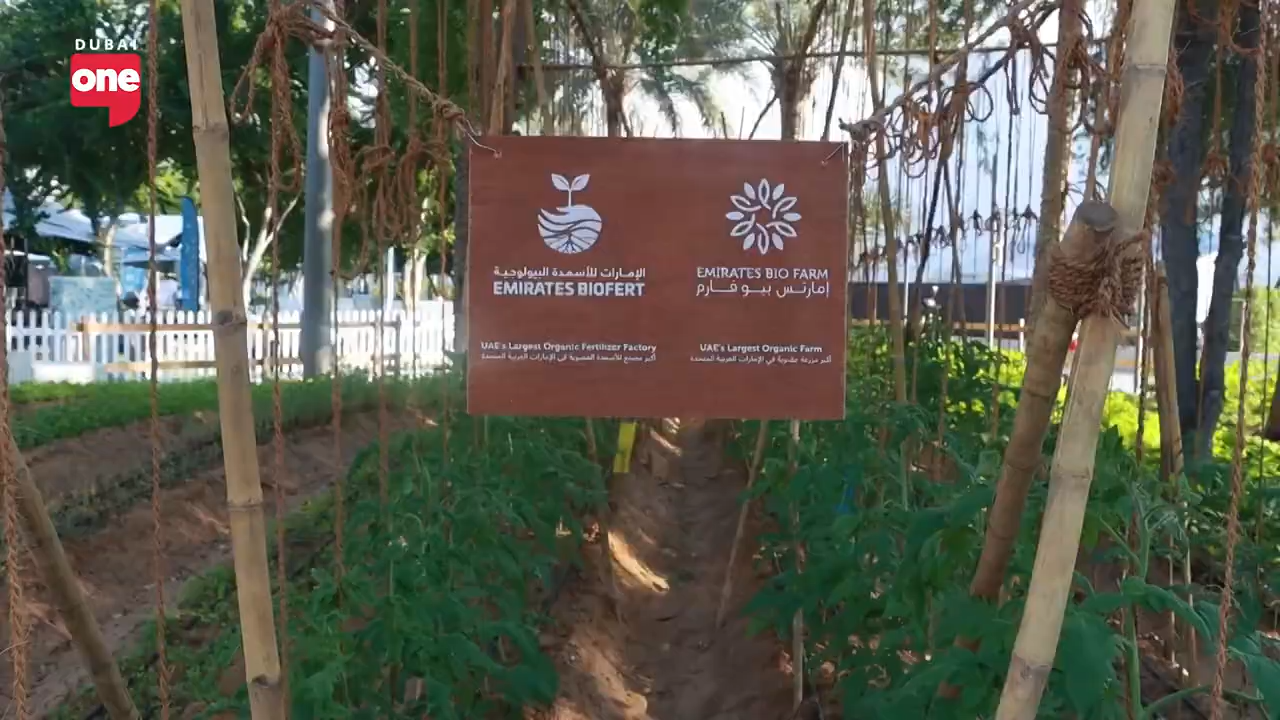 DUBAI
one
الإمارات للأسمدة البيولوجية
EMIRATES BIOFERT
UAE's Largest Organic Fertilizer Factory
أكبر مصنع للأسمدة العضوية في الإمارات العربية المتحدة
EMIRATES BIO FARM
إمارتس بيو فارم
UAE's Largest Organic Farm
أكبر مزرعة عضوية في الإمارات العربية المتحدة